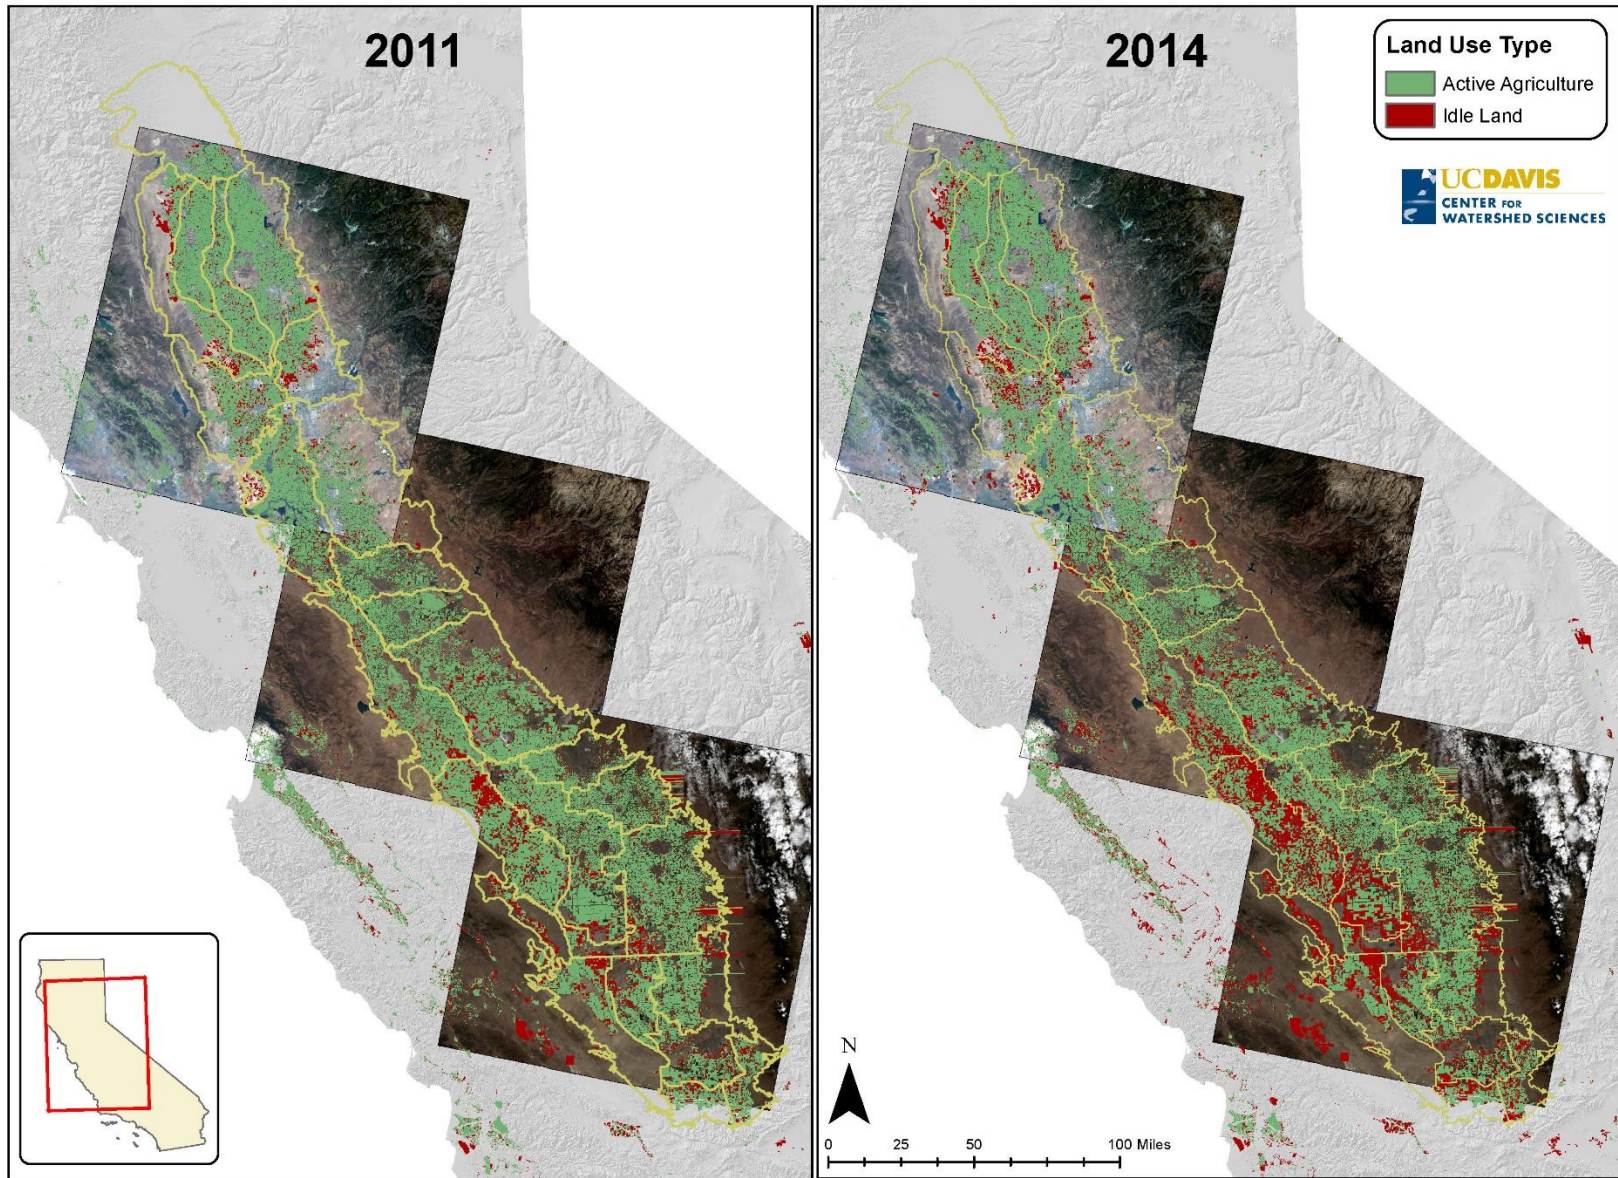 2011
2014
Land Use Type
Active Agriculture
Idle Land
UCDAVIS
CENTER FOR
WATERSHED SCIENCES
N
0 25 50 100 Miles